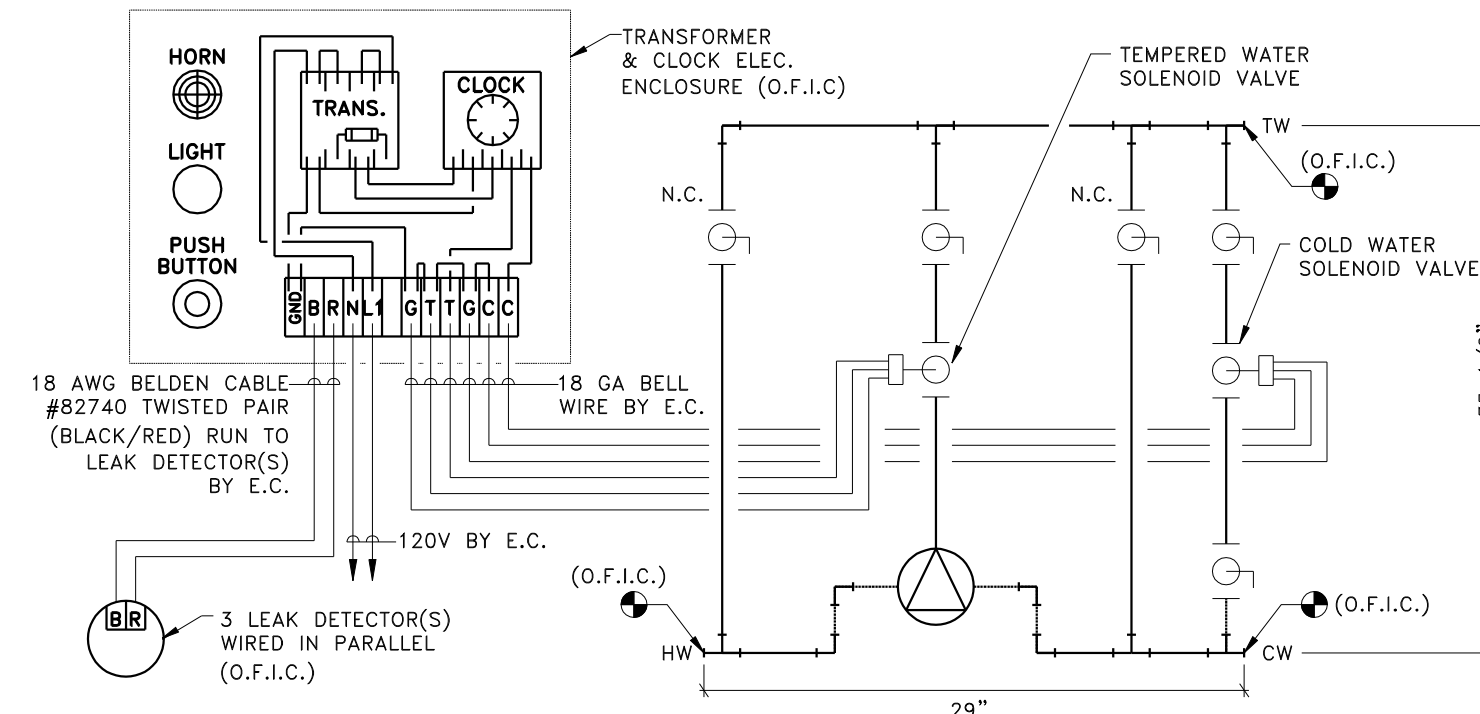 HORN
LIGHT
PUSH
BUTTON
TRANS.
CLOCK
GND B R N L1 G T T G C C
TRANSFORMER
& CLOCK ELEC.
ENCLOSURE (O.F.I.C)
TEMPERED WATER
SOLENOID VALVE
TW
(O.F.I.C.)
N.C.
N.C.
COLD WATER
SOLENOID VALVE
18 AWG BELDEN CABLE
#82740 TWISTED PAIR
(BLACK/RED) RUN TO
LEAK DETECTOR(S)
BY E.C.
18 GA BELL
WIRE BY E.C.
120V BY E.C.
B R
3 LEAK DETECTOR(S)
WIRED IN PARALLEL
(O.F.I.C.)
(O.F.I.C.)
HW
(O.F.I.C.)
CW
29"